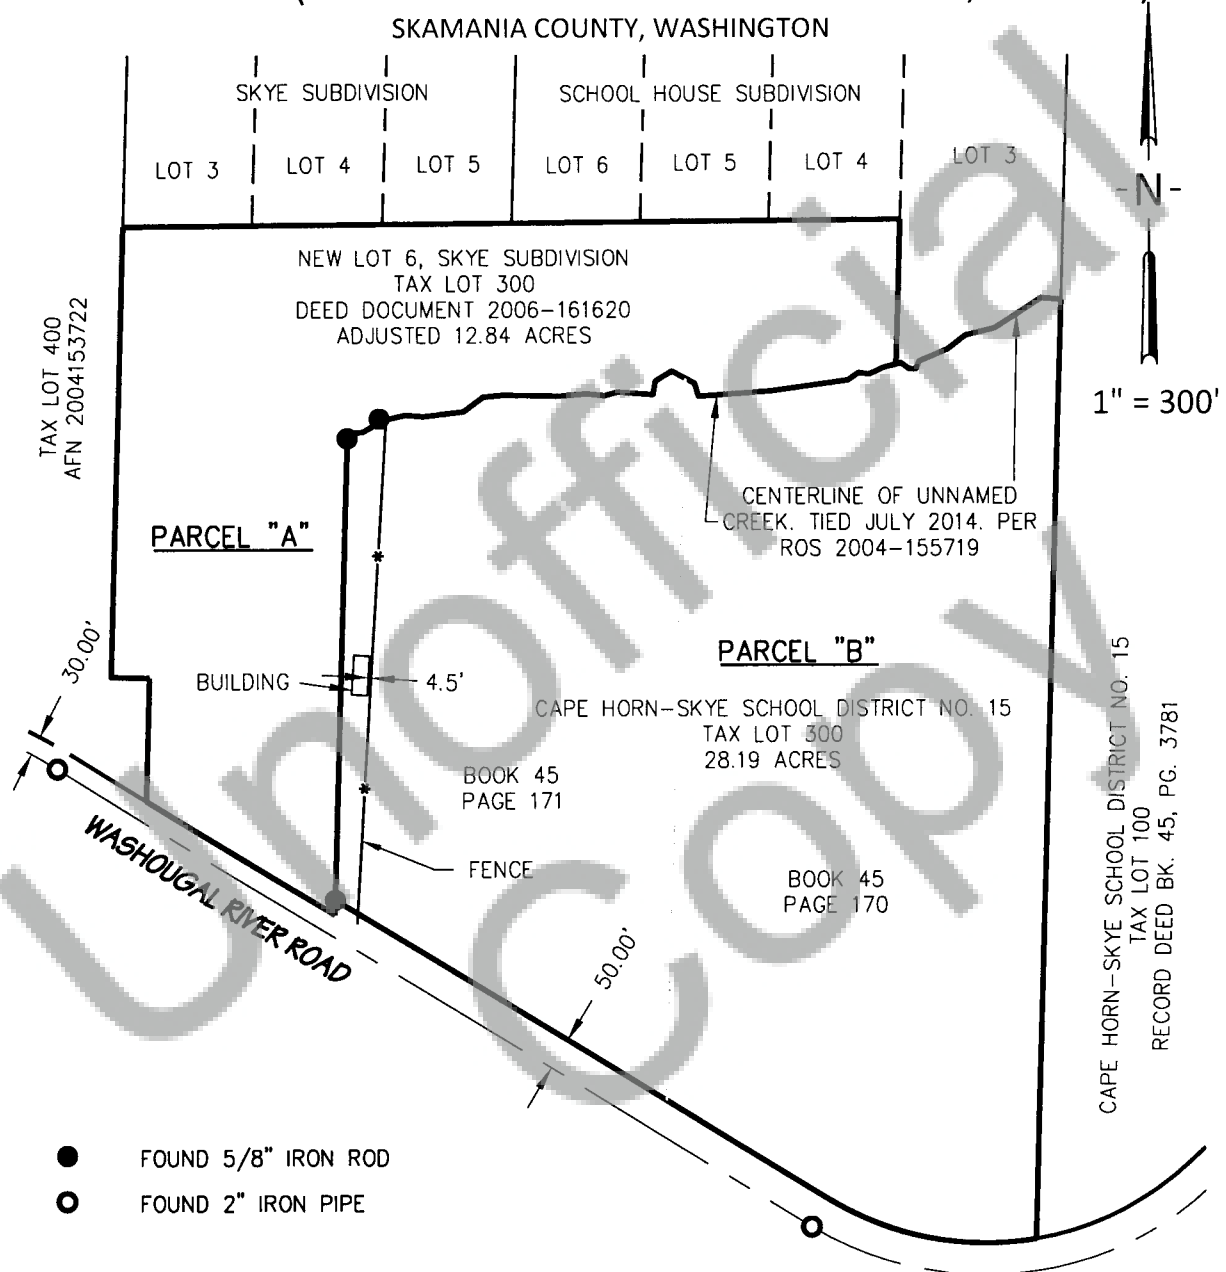 SKAMANIA COUNTY, WASHINGTON
SKYE SUBDIVISION
SCHOOL HOUSE SUBDIVISION
LOT 3
LOT 4
LOT 5
LOT 6
LOT 5
LOT 4
LOT 3
-N-
NEW LOT 6, SKYE SUBDIVISION
TAX LOT 300
DEED DOCUMENT 2006-161620
ADJUSTED 12.84 ACRES
TAX LOT 400
AFN 2004153722
1" = 300'
CENTERLINE OF UNNAMED
CREEK. TIED JULY 2014. PER
ROS 2004-155719
PARCEL "A"
30.00'
BUILDING
4.5'
PARCEL "B"
CAPE HORN-SKYE SCHOOL DISTRICT NO. 15
TAX LOT 300
28.19 ACRES
BOOK 45
PAGE 171
FENCE
BOOK 45
PAGE 170
CAPE HORN-SKYE SCHOOL DISTRICT NO. 15
TAX LOT 100
RECORD DEED BK. 45, PG. 3781
WASHOUGAL RIVER ROAD
50.00'
FOUND 5/8" IRON ROD
FOUND 2" IRON PIPE
Unofficial
Copy